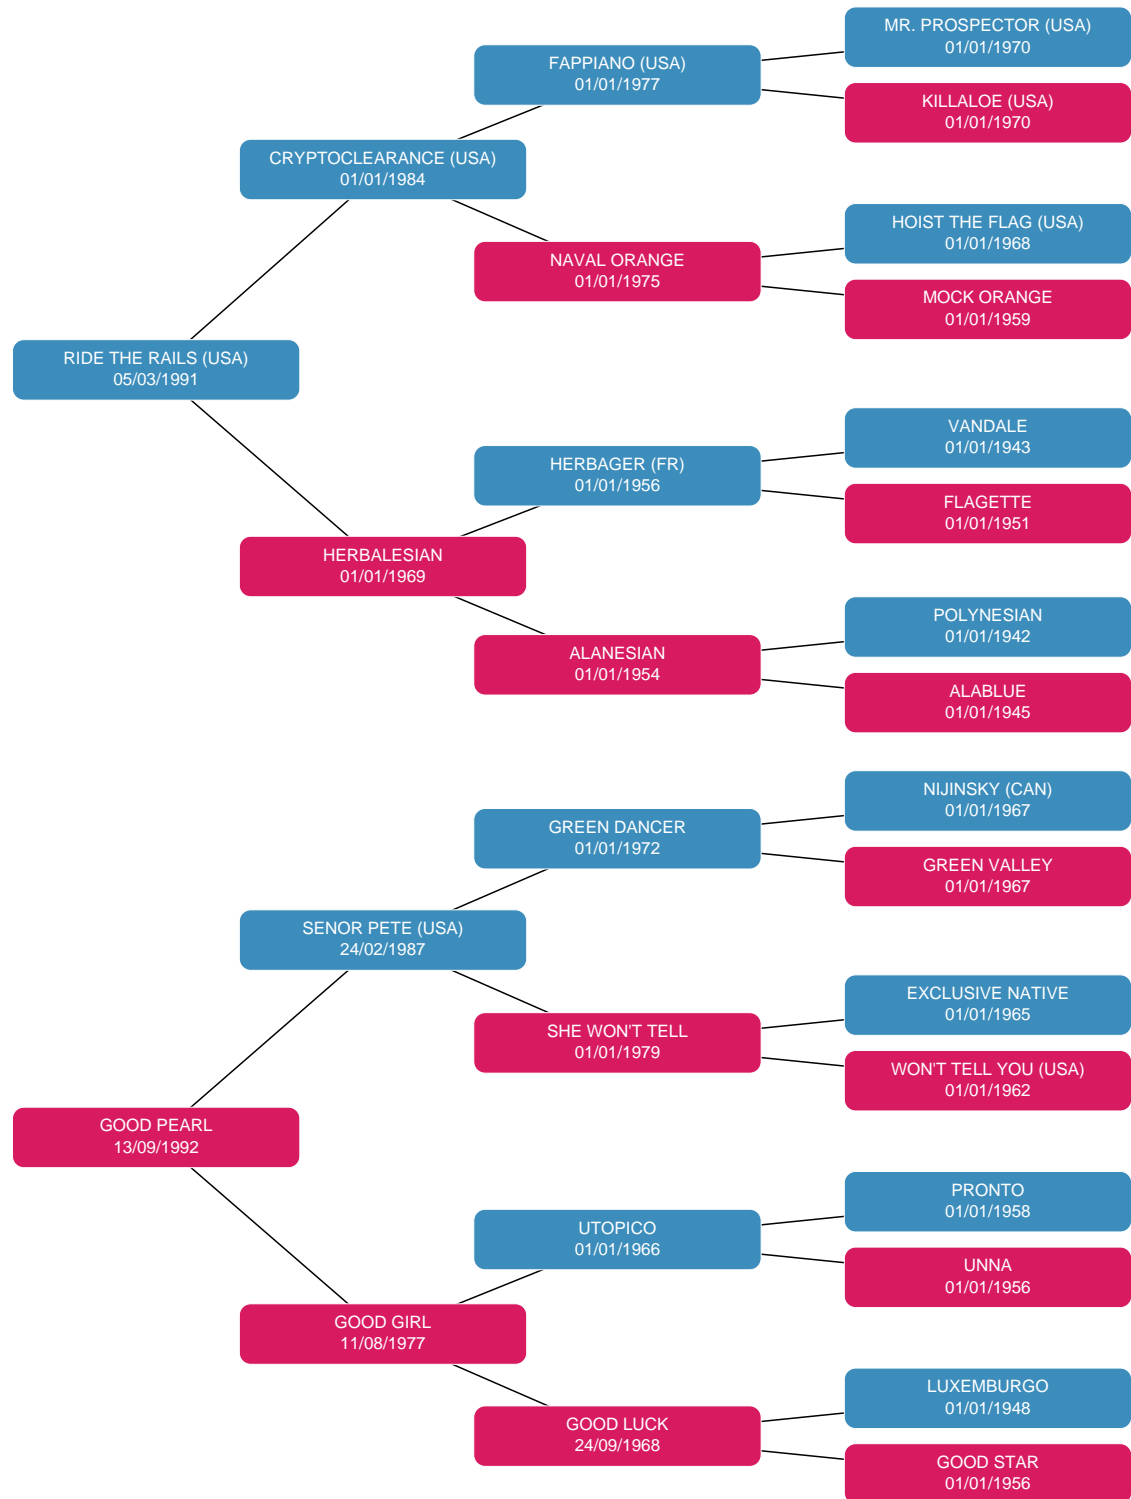 MR. PROSPECTOR (USA)
01/01/1970
FAPPIANO (USA)
01/01/1977
KILLALOE (USA)
01/01/1970
CRYPTOCLEARANCE (USA)
01/01/1984
HOIST THE FLAG (USA)
01/01/1968
NAVAL ORANGE
01/01/1975
MOCK ORANGE
01/01/1959
RIDE THE RAILS (USA)
05/03/1991
VANDALE
01/01/1943
HERBAGER (FR)
01/01/1956
FLAGETTE
01/01/1951
HERBALESIAN
01/01/1969
POLYNESIAN
01/01/1942
ALANESIAN
01/01/1954
ALABLUE
01/01/1945
NIJINSKY (CAN)
01/01/1967
GREEN DANCER
01/01/1972
GREEN VALLEY
01/01/1967
SENOR PETE (USA)
24/02/1987
EXCLUSIVE NATIVE
01/01/1965
SHE WON'T TELL
01/01/1979
WON'T TELL YOU (USA)
01/01/1962
GOOD PEARL
13/09/1992
PRONTO
01/01/1958
UTOPICO
01/01/1966
UNNA
01/01/1956
GOOD GIRL
11/08/1977
LUXEMBURGO
01/01/1948
GOOD LUCK
24/09/1968
GOOD STAR
01/01/1956